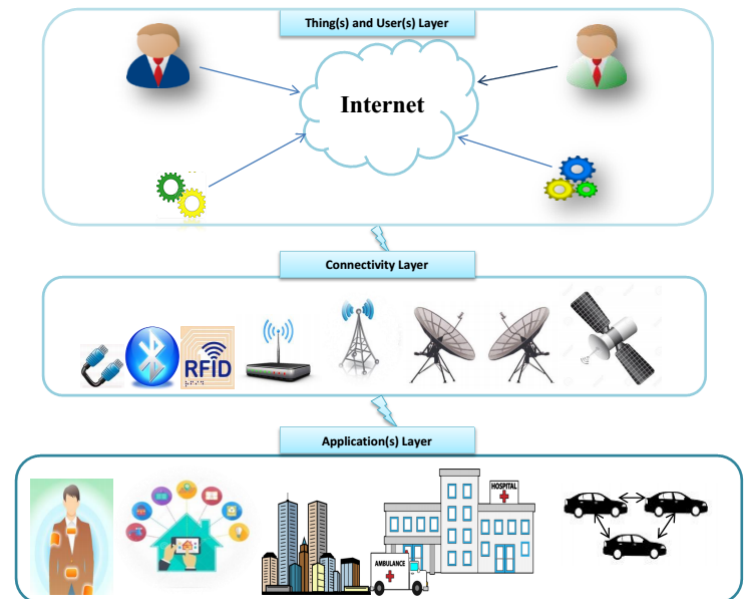 Thing(s) and User(s) Layer
Internet
Connectivity Layer
RFID
Application(s) Layer
HOSPITAL
AMBULANCE